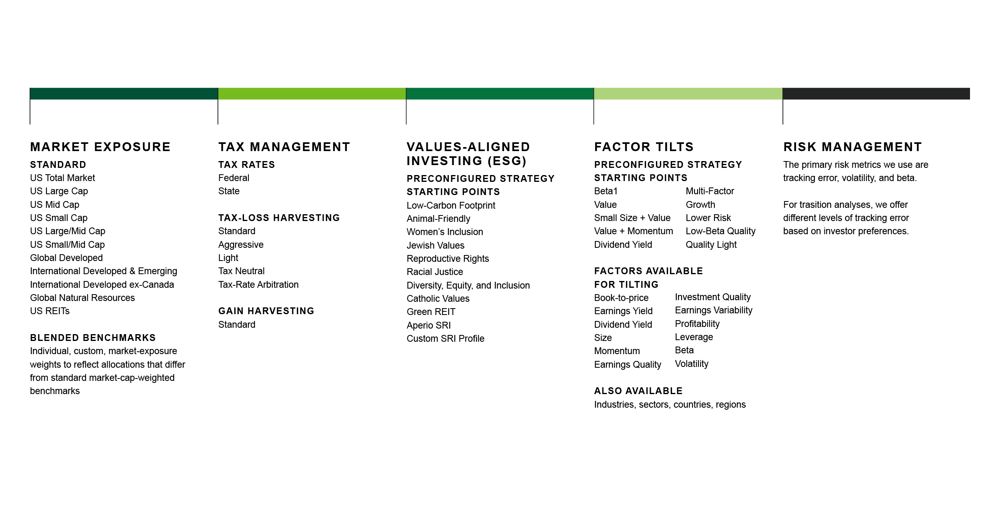 MARKET EXPOSURE
STANDARD
US Total Market
US Large Cap
US Mid Cap
US Small Cap
US Large/Mid Cap
US Small/Mid Cap
Global Developed
International Developed & Emerging
International Developed ex-Canada
Global Natural Resources
US REITs
BLENDED BENCHMARKS
Individual, custom, market-exposure
weights to reflect allocations that differ
from standard market-cap-weighted
benchmarks
TAX MANAGEMENT
TAX RATES
Federal
State
TAX-LOSS HARVESTING
Standard
Aggressive
Light
Tax Neutral
Tax-Rate Arbitration
GAIN HARVESTING
Standard
VALUES-ALIGNED
INVESTING (ESG)
PRECONFIGURED STRATEGY
STARTING POINTS
Low-Carbon Footprint
Animal-Friendly
Women’s Inclusion
Jewish Values
Reproductive Rights
Racial Justice
Diversity, Equity, and Inclusion
Catholic Values
Green REIT
Aperio SRI
Custom SRI Profile
FACTOR TILTS
PRECONFIGURED STRATEGY
STARTING POINTS
Beta1
Value
Small Size + Value
Value + Momentum
Dividend Yield
Multi-Factor
Growth
Lower Risk
Low-Beta Quality
Quality Light
FACTORS AVAILABLE
FOR TILTING
Book-to-price
Earnings Yield
Dividend Yield
Size
Momentum
Earnings Quality
Investment Quality
Earnings Variability
Profitability
Leverage
Beta
Volatility
ALSO AVAILABLE
Industries, sectors, countries, regions
RISK MANAGEMENT
The primary risk metrics we use are
tracking error, volatility, and beta.
For trasition analyses, we offer
different levels of tracking error
based on investor preferences.